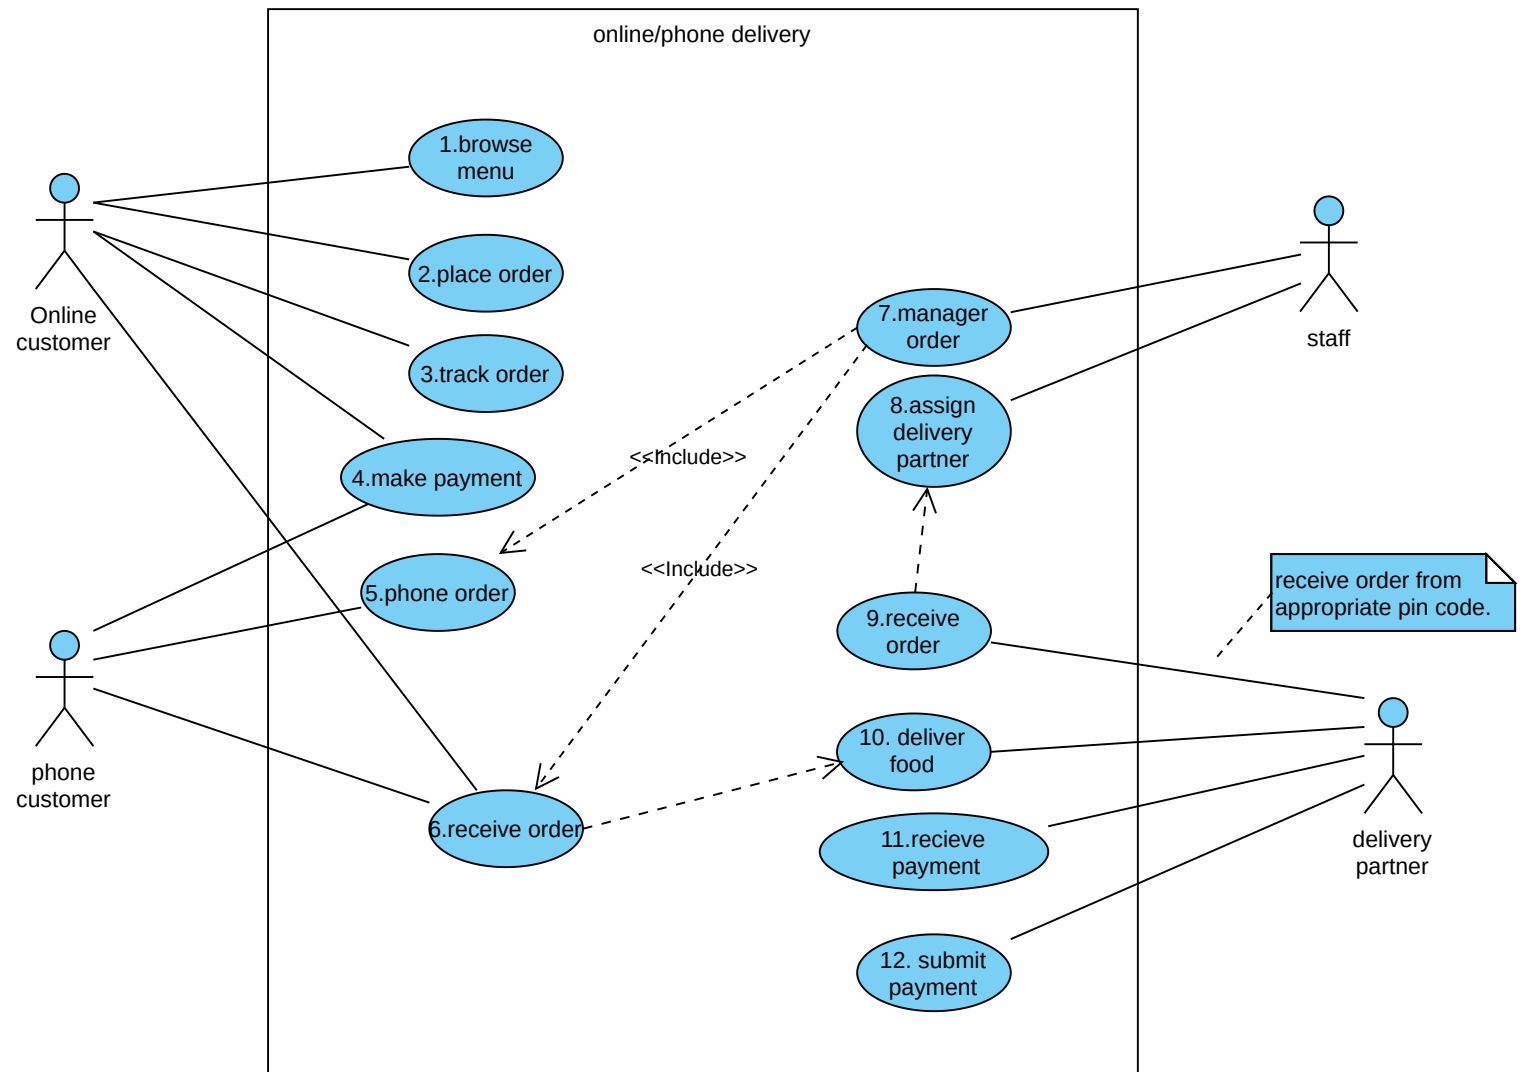 online/phone delivery
1.browse
menu
2.place order
3.track order
4.make payment
5.phone order
6.receive order
Online
customer
phone
customer
<<Include>>
<<Include>>
7.manager
order
8.assign
delivery
partner
9.receive
order
10. deliver
food
11.recieve
payment
12. submit
payment
staff
receive order from
appropriate pin code.
delivery
partner